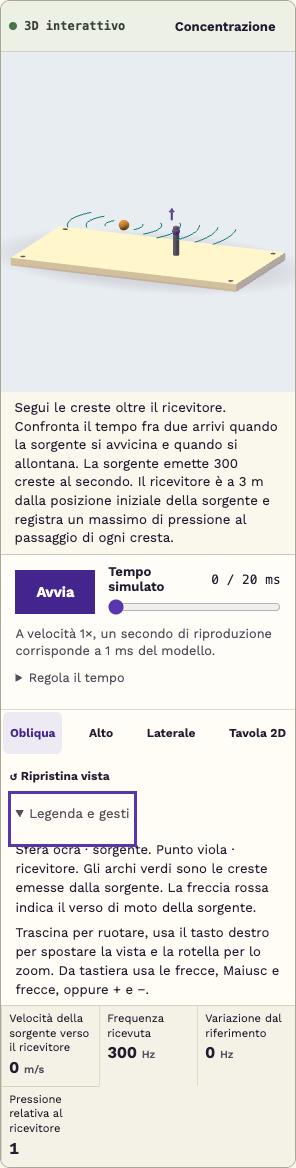 3D interattivo
Concentrazione
Segui le creste oltre il ricevitore.
Confronta il tempo fra due arrivi quando
la sorgente si avvicina e quando si
allontana. La sorgente emette 300
creste al secondo. Il ricevitore è a 3 m
dalla posizione iniziale della sorgente e
registra un massimo di pressione al
passaggio di ogni cresta.
Avvia
Tempo
simulato
0 / 20 ms
A velocità 1×, un secondo di riproduzione
corrisponde a 1 ms del modello.
▶ Regola il tempo
Obliqua
Alto
Laterale
Tavola 2D
↺ Ripristina vista
▼ Legenda e gesti
Sfera ocra · sorgente. Punto viola ·
ricevitore. Gli archi verdi sono le creste
emesse dalla sorgente. La freccia rossa
indica il verso di moto della sorgente.
Trascina per ruotare, usa il tasto destro
per spostare la vista e la rotella per lo
zoom. Da tastiera usa le frecce, Maiusc e
frecce, oppure + e −.
Velocità della
sorgente verso
il ricevitore
0 m/s
Frequenza
ricevuta
300 Hz
Variazione dal
riferimento
0 Hz
Pressione
relativa al
ricevitore
1